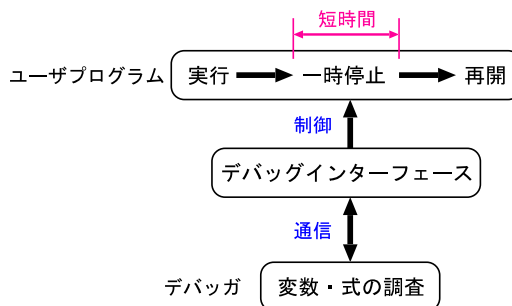 短時間
ユーザプログラム 実行 一時停止 再開
制御
デバッグインターフェース
通信
デバッガ 変数・式の調査